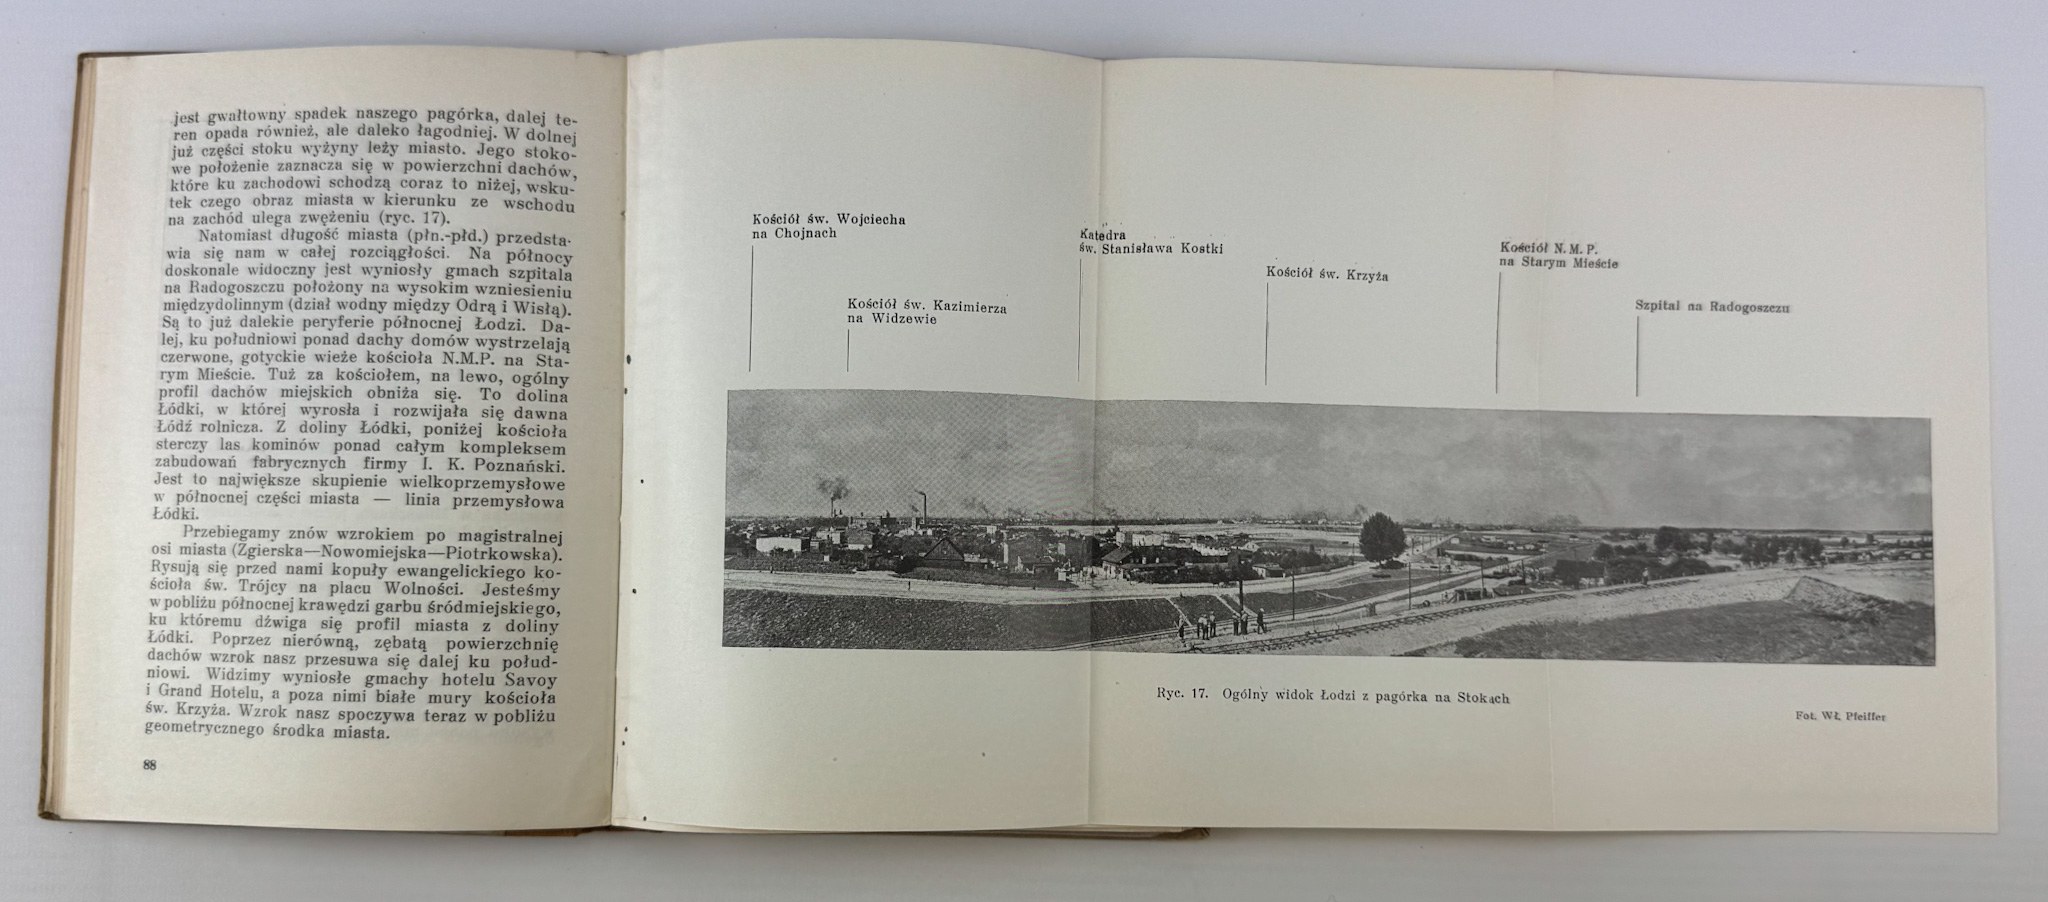 jest gwałtowny spadek naszego pagórka, dalej te-
ren opada również, ale daleko łagodniej. W dolnej
już części stoku wyżyny leży miasto. Jego stoko-
we położenie zaznacza się w powierzchni dachów,
które ku zachodowi schodzą coraz to niżej, wsku-
tek czego obraz miasta w kierunku ze wschodu
na zachód ulega zwężeniu (ryc. 17).
Natomiast długość miasta (płn.-płd.) przedsta-
wia się nam w całej rozciągłości. Na północy
doskonale widoczny jest wyniosły gmach szpitala
na Radogoszczu położony na wysokim wzniesieniu
międzydolinnym (dział wodny między Odrą i Wisłą).
Są to już dalekie peryferie północnej Łodzi. Da-
lej, ku południowi ponad dachy domów wystrzelają
czerwone, gotyckie wieże kościoła N.M.P. na Sta-
rym Mieście. Tuż za kościołem, na lewo, ogólny
profil dachów miejskich obniża się. To dolina
Łódki, w której wyrosła i rozwijała się dawna
Łódź rolnicza. Z doliny Łódki, poniżej kościoła
sterczy las kominów ponad całym kompleksem
zabudowań fabrycznych firmy I. K. Poznański.
Jest to największe skupienie wielkoprzemysłowe
w północnej części miasta — linia przemysłowa
Łódki.
Przebiegamy znów wzrokiem po magistralnej
osi miasta (Zgierska—Nowomiejska—Piotrkowska).
Rysują się przed nami kopuły ewangelickiego ko-
ścioła św. Trójcy na placu Wolności. Jesteśmy
w pobliżu północnej krawędzi garbu śródmiejskiego,
ku któremu dźwiga się profil miasta z doliny
Łódki. Poprzez nierówną, zębatą powierzchnię
dachów wzrok nasz przesuwa się dalej ku połud-
niowi. Widzimy wyniosłe gmachy hotelu Savoy
i Grand Hotelu, a poza nimi białe mury kościoła
św. Krzyża. Wzrok nasz spoczywa teraz w pobliżu
geometrycznego środka miasta.
88
Kościół św. Wojciecha
na Chojnach
Kościół św. Kazimierza
na Widzewie
Katedra
św. Stanisława Kostki
Kościół św. Krzyża
Kościół N. M. P.
na Starym Mieście
Szpital na Radogoszczu
Ryc. 17. Ogólny widok Łodzi z pagórka na Stokach
Fot. Wł. Pfeiffer